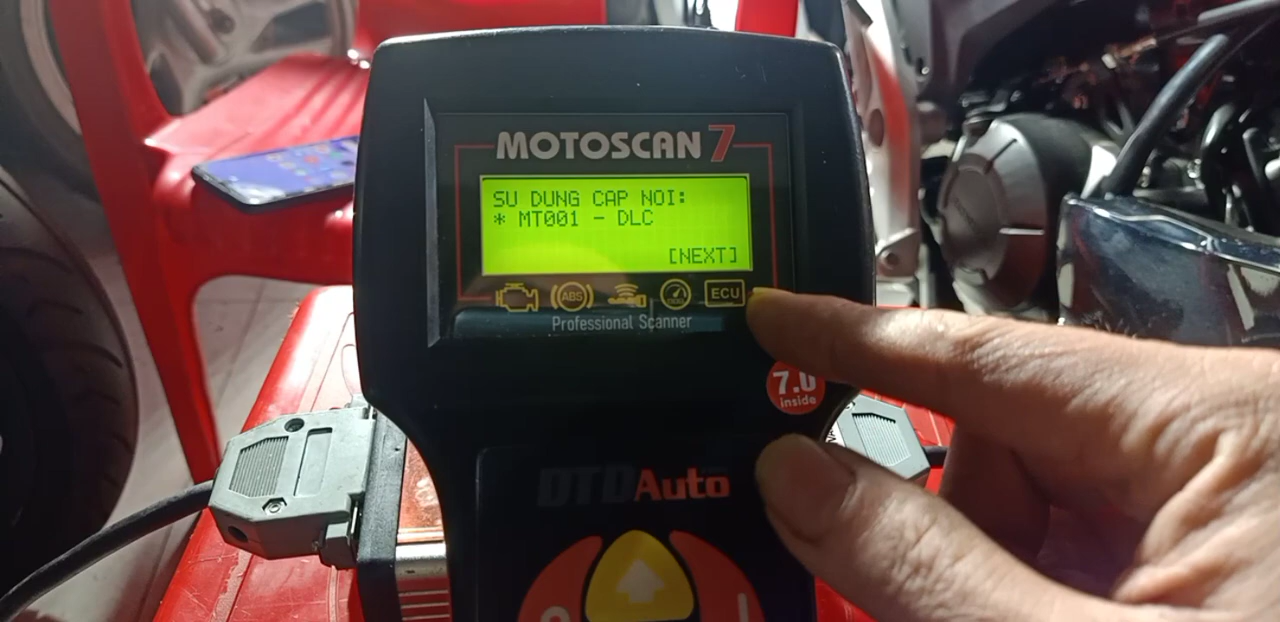 MOTOSCAN 7
SU DUNG CAP NOI:
* MT001 - DLC
[NEXT]
ABS
ECU
Professional Scanner
7.0
inside
DTDAuto